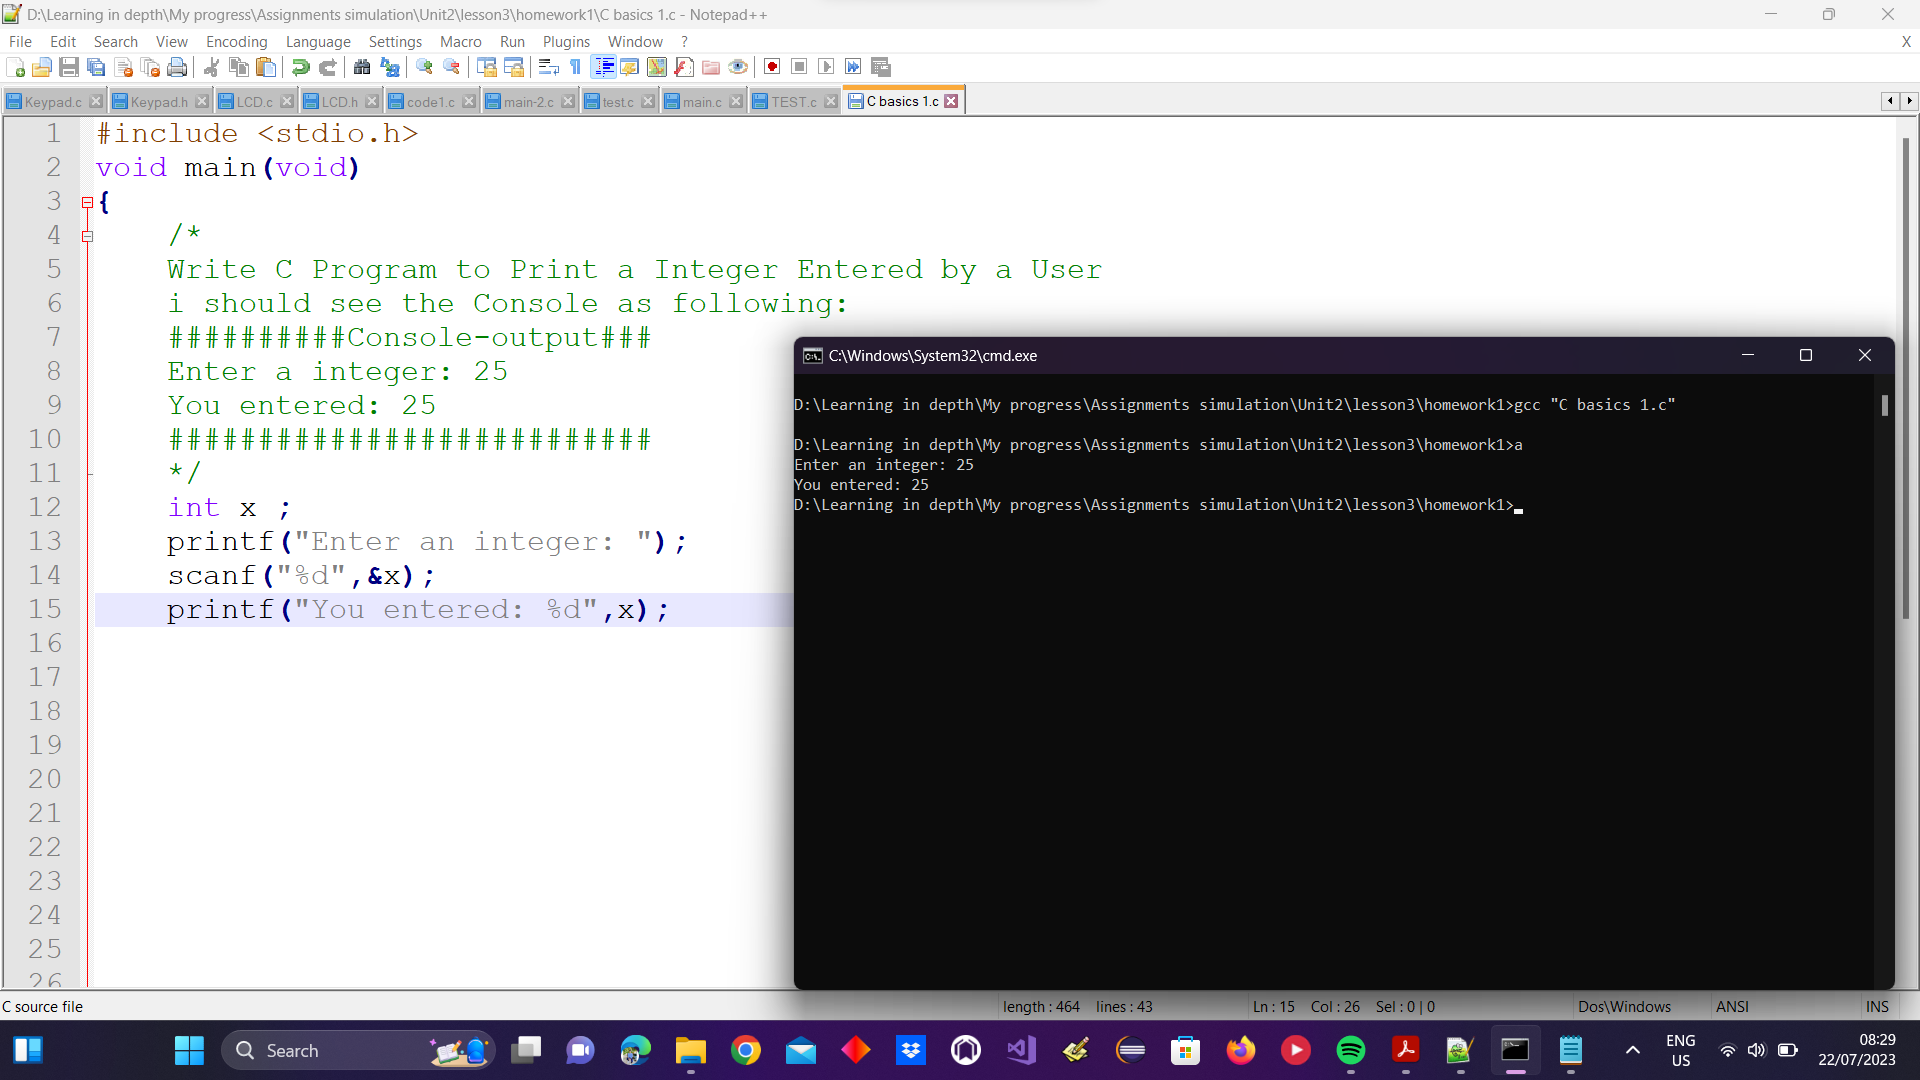 D:\Learning in depth\My progress\Assignments simulation\Unit2\lesson3\homework1\C basics 1.c - Notepad++
File Edit Search View Encoding Language Settings Macro Run Plugins Window ? X
Keypad.c Keypad.h LCD.c LCD.h code1.c main-2.c test.c main.c TEST.c C basics 1.c
1 #include <stdio.h>
2 void main(void)
3 {
4 /*
5 Write C Program to Print a Integer Entered by a User
6 i should see the Console as following:
7 ##########Console-output###
8 Enter a integer: 25
9 You entered: 25
10 ###########################
11 */
12 int x ;
13 printf("Enter an integer: ");
14 scanf("%d",&x);
15 printf("You entered: %d",x);
16
17
18
19
20
21
22
23
24
25
26
C:\Windows\System32\cmd.exe
D:\Learning in depth\My progress\Assignments simulation\Unit2\lesson3\homework1>gcc "C basics 1.c"
D:\Learning in depth\My progress\Assignments simulation\Unit2\lesson3\homework1>a
Enter an integer: 25
You entered: 25
D:\Learning in depth\My progress\Assignments simulation\Unit2\lesson3\homework1>
C source file length : 464 lines : 43 Ln : 15 Col : 26 Sel : 0 | 0 Dos\Windows ANSI INS
Search
ENG
US
08:29
22/07/2023